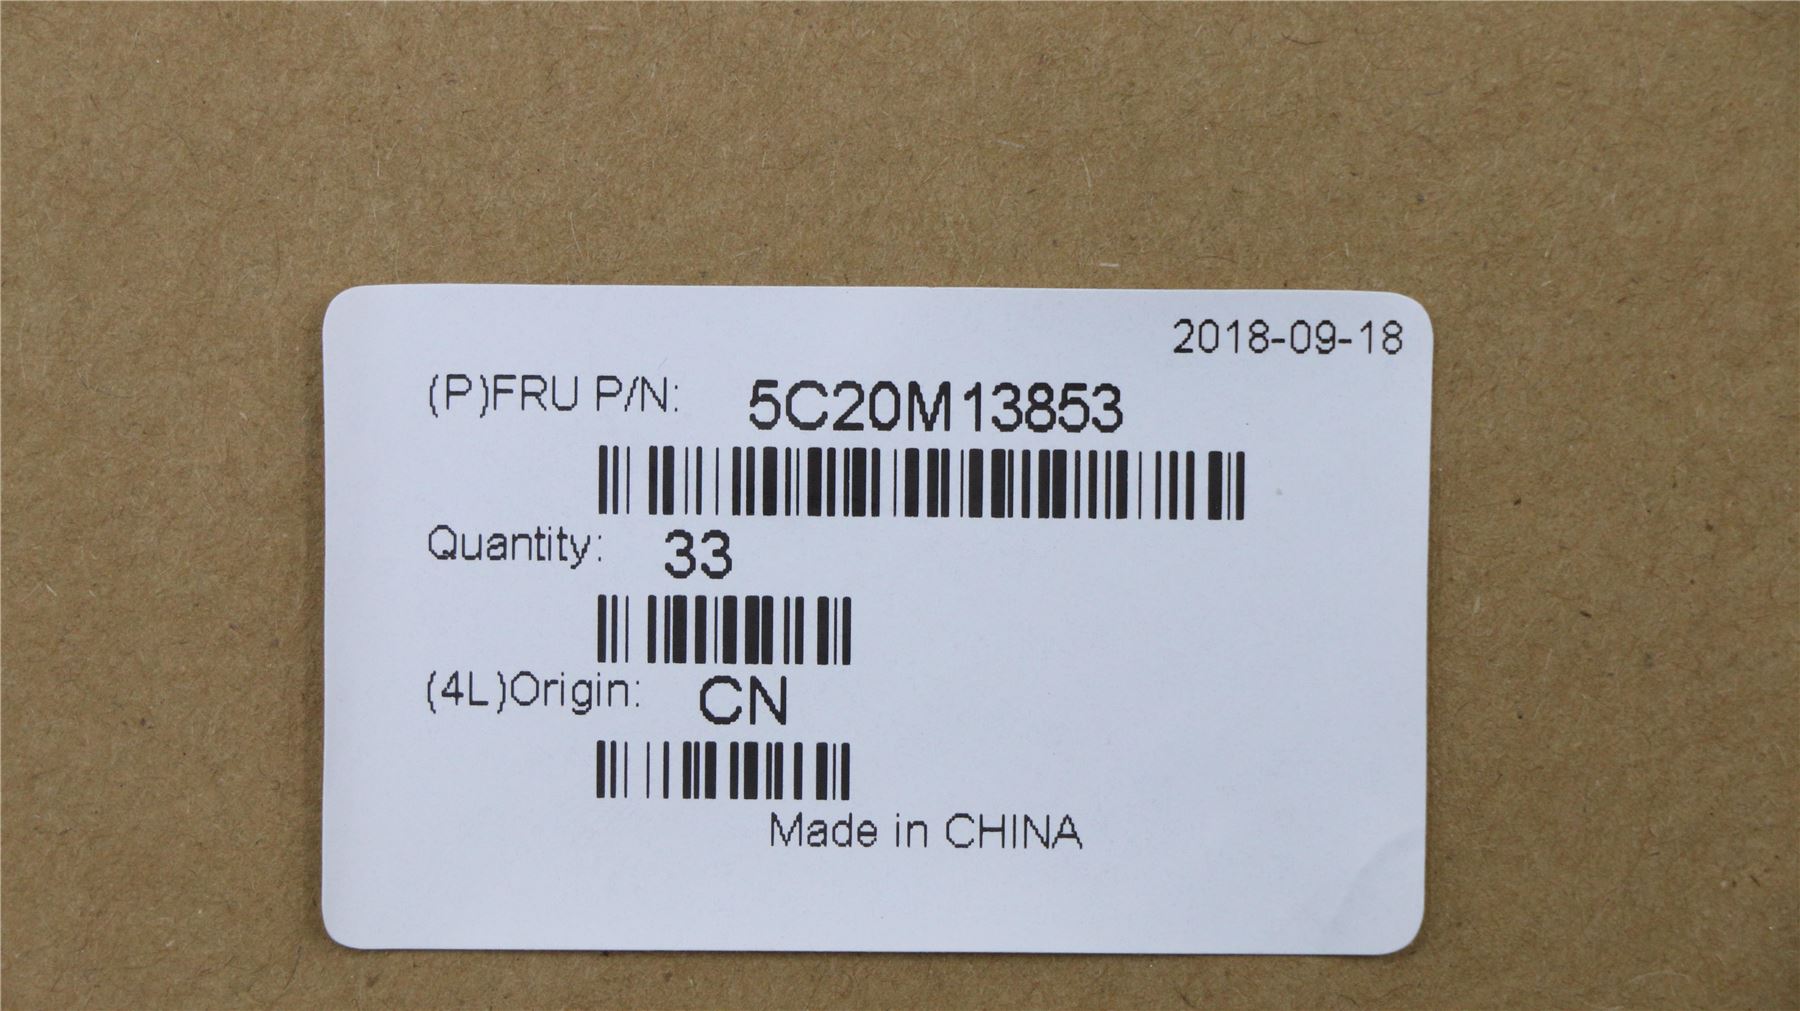 2018-09-18
(P)FRU P/N: 5C20M13853
Quantity: 33
(4L)Origin: CN
Made in CHINA